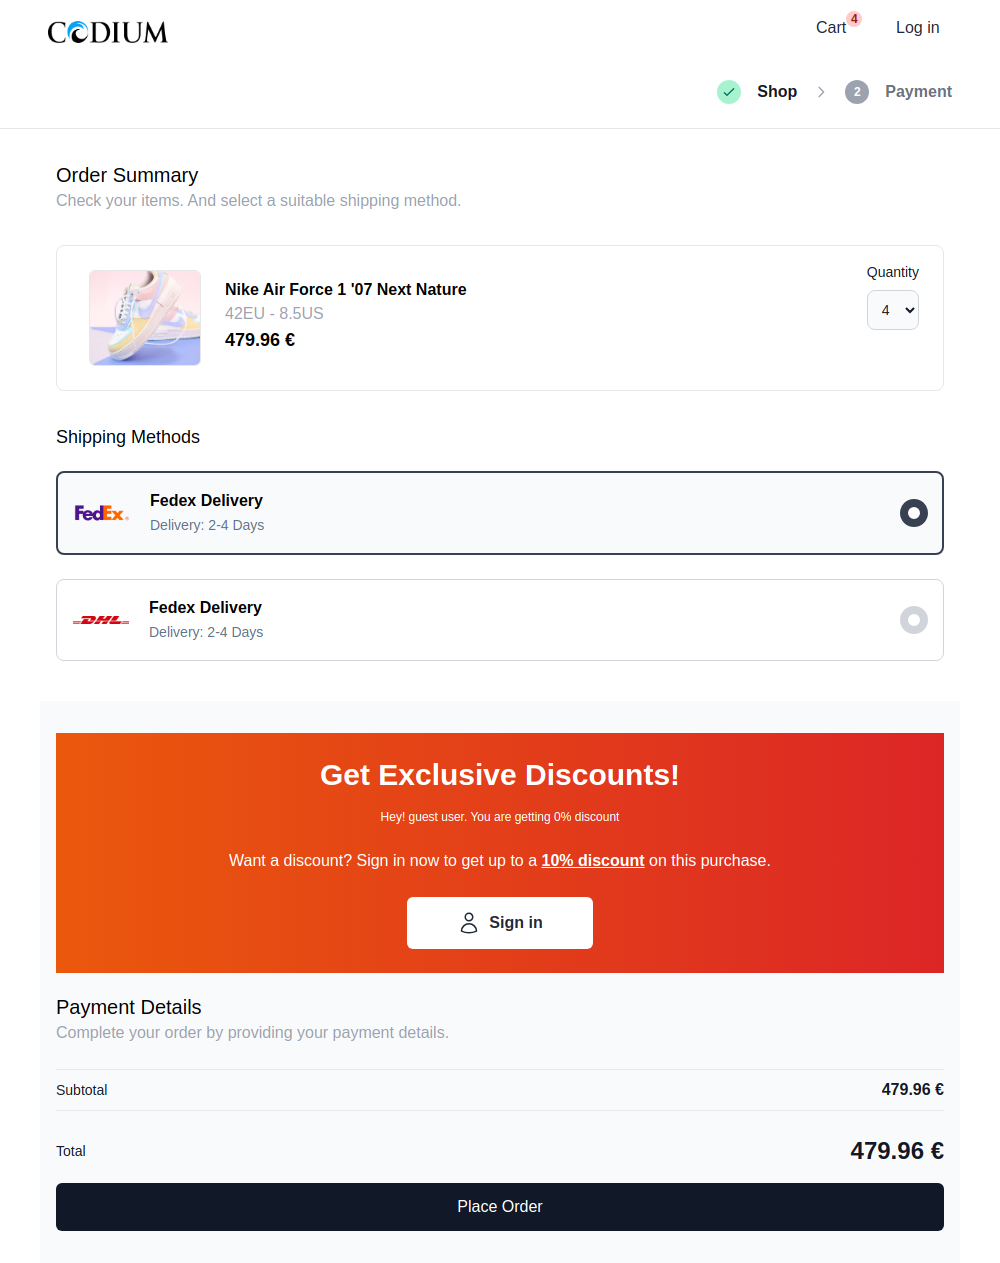 CODIUM
Cart 4
Log in
Shop
2 Payment
Order Summary
Check your items. And select a suitable shipping method.
Nike Air Force 1 '07 Next Nature
42EU - 8.5US
479.96 €
Quantity
4
Shipping Methods
FedEx
Fedex Delivery
Delivery: 2-4 Days
DHL
Fedex Delivery
Delivery: 2-4 Days
Get Exclusive Discounts!
Hey! guest user. You are getting 0% discount
Want a discount? Sign in now to get up to a 10% discount on this purchase.
Sign in
Payment Details
Complete your order by providing your payment details.
Subtotal 479.96 €
Total 479.96 €
Place Order